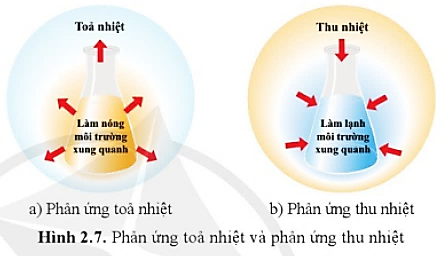 Toả nhiệt
Làm nóng
môi trường
xung quanh
a) Phản ứng toả nhiệt
Thu nhiệt
Làm lạnh
môi trường
xung quanh
b) Phản ứng thu nhiệt
Hình 2.7. Phản ứng toả nhiệt và phản ứng thu nhiệt